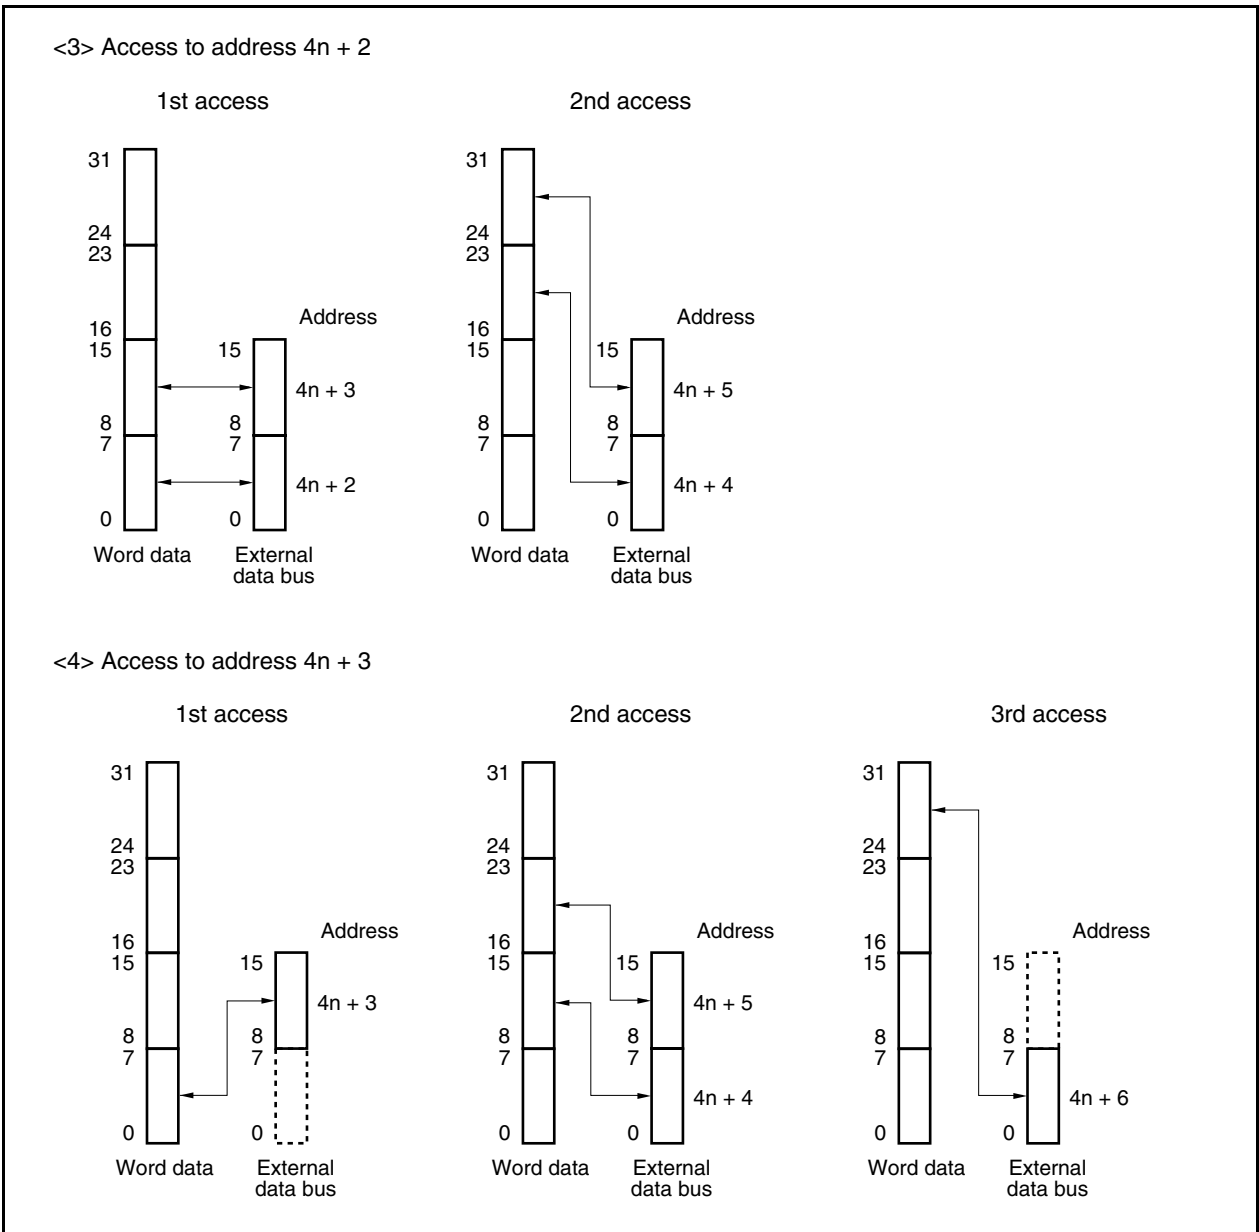 <3> Access to address 4n + 2
1st access 2nd access
31 31
24 24
23 23
Address Address
16 16
15 15 15 15
4n + 3 4n + 5
8 8 8 8
7 7 7 7
4n + 2 4n + 4
0 0 0 0
Word data External Word data External
data bus data bus
<4> Access to address 4n + 3
1st access 2nd access 3rd access
31 31 31
24 24 24
23 23 23
Address Address Address
16 16 16
15 15 15 15 15 15
4n + 3 4n + 5
8 8 8 8 8 8
7 7 7 7 7 7
4n + 4 4n + 6
0 0 0 0 0 0
Word data External Word data External Word data External
data bus data bus data bus